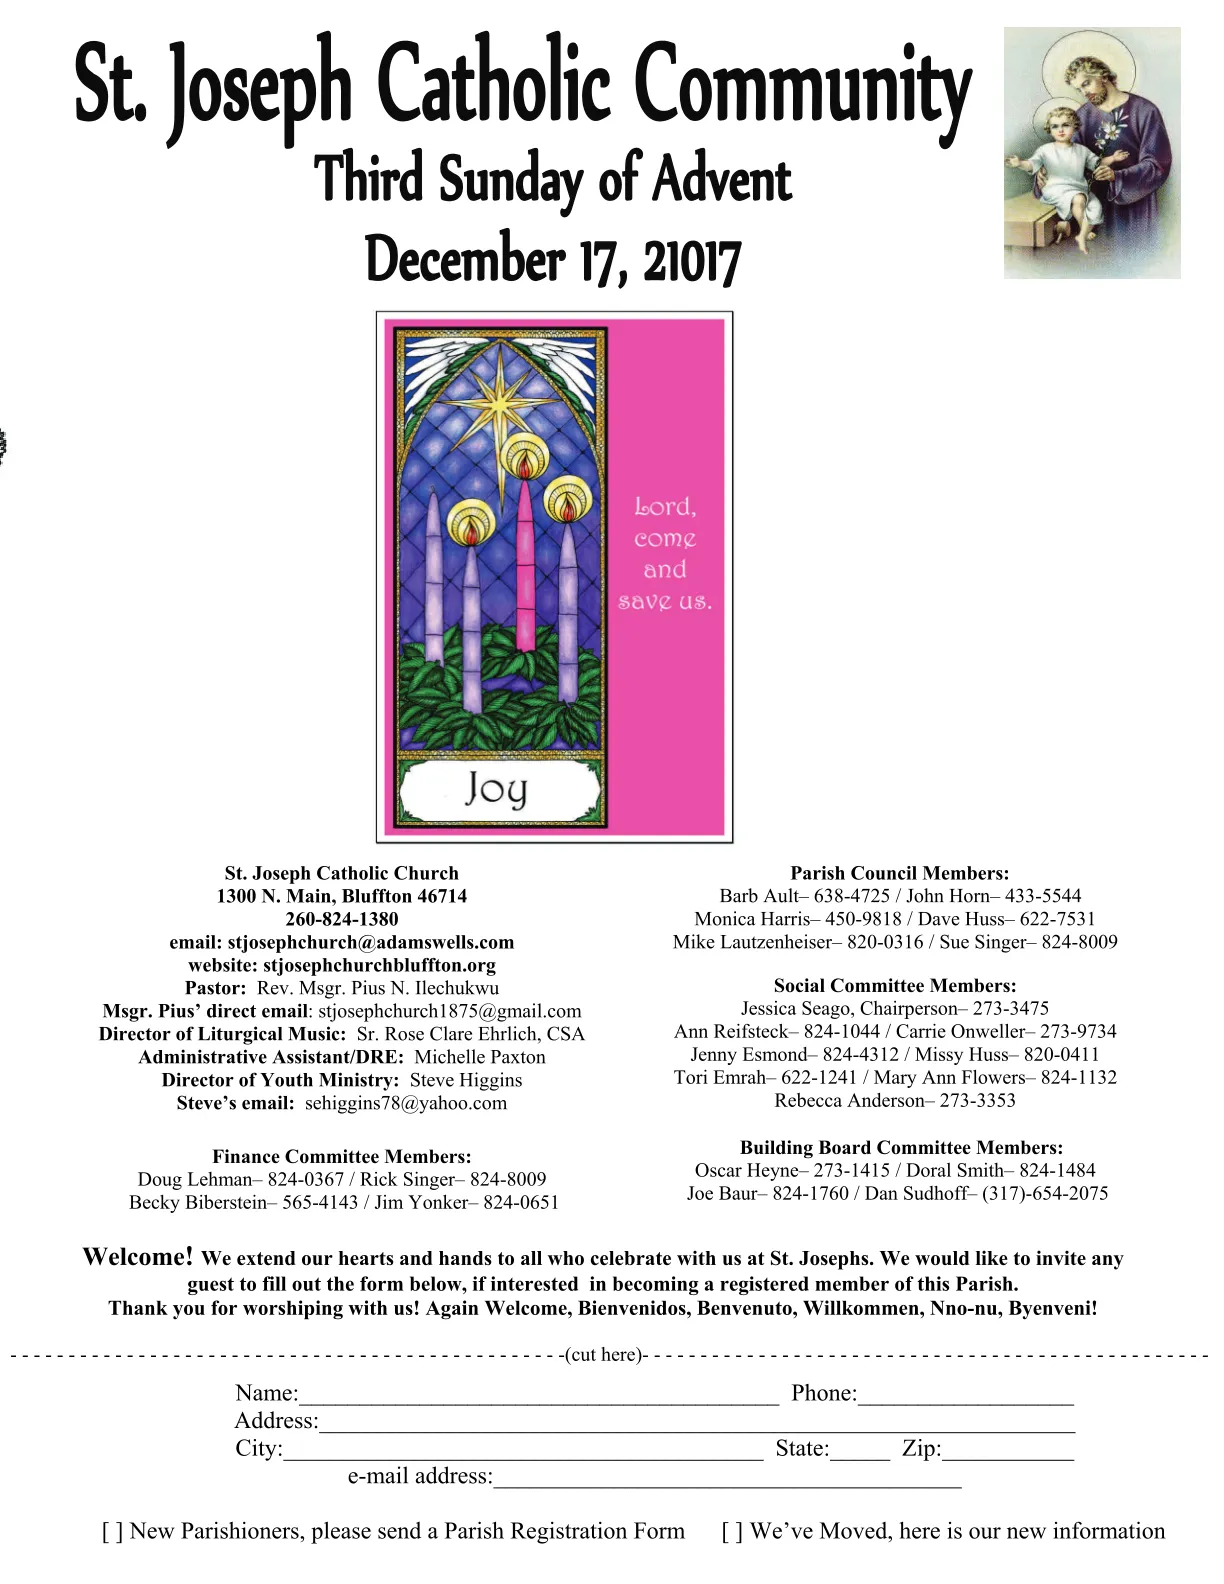 St. Joseph Catholic Community
Third Sunday of Advent
December 17, 21017
Lord,
come
and
save us.
Joy
St. Joseph Catholic Church
1300 N. Main, Bluffton 46714
260-824-1380
email: stjosephchurch@adamswells.com
website: stjosephchurchbluffton.org
Pastor: Rev. Msgr. Pius N. Ilechukwu
Msgr. Pius’ direct email: stjosephchurch1875@gmail.com
Director of Liturgical Music: Sr. Rose Clare Ehrlich, CSA
Administrative Assistant/DRE: Michelle Paxton
Director of Youth Ministry: Steve Higgins
Steve’s email: sehiggins78@yahoo.com
Finance Committee Members:
Doug Lehman– 824-0367 / Rick Singer– 824-8009
Becky Biberstein– 565-4143 / Jim Yonker– 824-0651
Parish Council Members:
Barb Ault– 638-4725 / John Horn– 433-5544
Monica Harris– 450-9818 / Dave Huss– 622-7531
Mike Lautzenheiser– 820-0316 / Sue Singer– 824-8009
Social Committee Members:
Jessica Seago, Chairperson– 273-3475
Ann Reifsteck– 824-1044 / Carrie Onweller– 273-9734
Jenny Esmond– 824-4312 / Missy Huss– 820-0411
Tori Emrah– 622-1241 / Mary Ann Flowers– 824-1132
Rebecca Anderson– 273-3353
Building Board Committee Members:
Oscar Heyne– 273-1415 / Doral Smith– 824-1484
Joe Baur– 824-1760 / Dan Sudhoff– (317)-654-2075
Welcome! We extend our hearts and hands to all who celebrate with us at St. Josephs. We would like to invite any
guest to fill out the form below, if interested in becoming a registered member of this Parish.
Thank you for worshiping with us! Again Welcome, Bienvenidos, Benvenuto, Willkommen, Nno-nu, Byenveni!
- - - - - - - - - - - - - - - - - - - - - - - - - - - - - - - - - - - - - - - - - - - - - - - -(cut here)- - - - - - - - - - - - - - - - - - - - - - - - - - - - - - - - - - - - - - - - - - - - - - - - -
Name:________________________________________ Phone:__________________
Address:_______________________________________________________________
City:________________________________________ State:_____ Zip:___________
e-mail address:_______________________________________
[ ] New Parishioners, please send a Parish Registration Form [ ] We’ve Moved, here is our new information